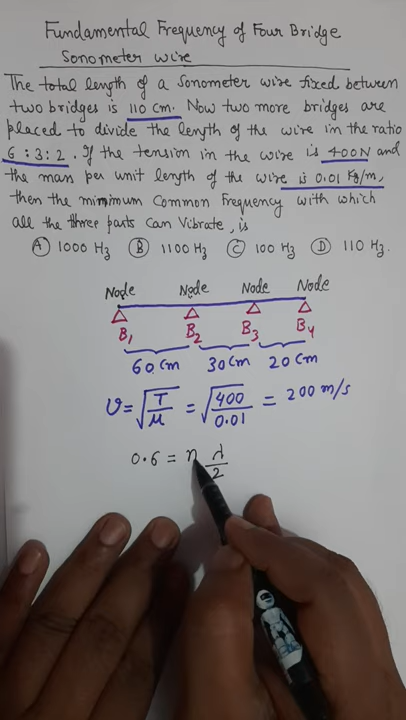 Fundamental Frequency of Four Bridge
Sonometer wire
The total length of a sonometer wire fixed between
two bridges is 110 cm. Now two more bridges are
placed to divide the length of the wire in the ratio
6 : 3 : 2. If the tension in the wire is 400 N and
the mass per unit length of the wire is 0.01 kg/m,
then the minimum common frequency with which
all the three parts can vibrate, is
Ⓐ 1000 Hz Ⓑ 1100 Hz Ⓒ 100 Hz Ⓓ 110 Hz.
Node Node Node Node
B₁ B₂ B₃ B₄
60 cm 30 cm 20 cm
υ = √(T/μ) = √(400/0.01) = 200 m/s
0.6 = n λ/2